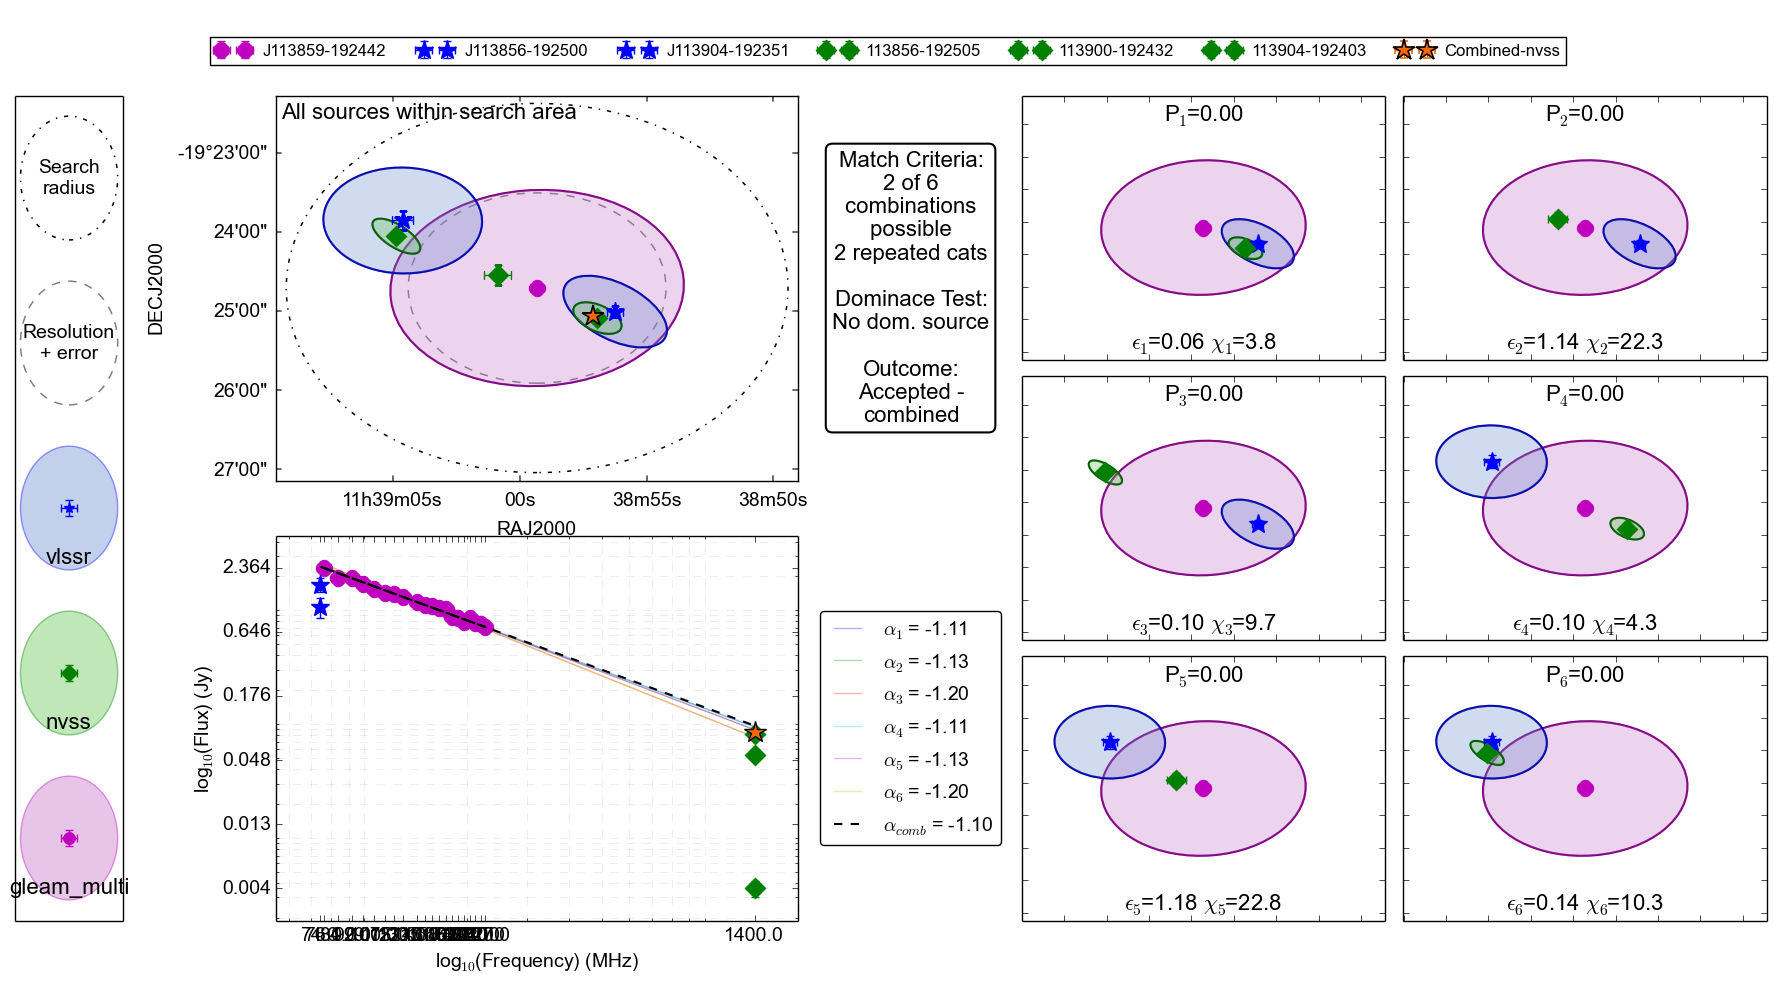 J113859-192442 J113856-192500 J113904-192351 113856-192505 113900-192432 113904-192403 Combined-nvss
Search
radius
Resolution
+ error
vlssr
nvss
gleam_multi
All sources within search area
DECJ2000
-19°23'00"
24'00"
25'00"
26'00"
27'00"
11h39m05s 00s 38m55s 38m50s
RAJ2000
Match Criteria:
2 of 6
combinations
possible
2 repeated cats
Dominace Test:
No dom. source
Outcome:
Accepted -
combined
log10(Flux) (Jy)
2.364
0.646
0.176
0.048
0.013
0.004
1400.0
log10(Frequency) (MHz)
α1 = -1.11
α2 = -1.13
α3 = -1.20
α4 = -1.11
α5 = -1.13
α6 = -1.20
αcomb = -1.10
P1=0.00
ϵ1=0.06 χ1=3.8
P2=0.00
ϵ2=1.14 χ2=22.3
P3=0.00
ϵ3=0.10 χ3=9.7
P4=0.00
ϵ4=0.10 χ4=4.3
P5=0.00
ϵ5=1.18 χ5=22.8
P6=0.00
ϵ6=0.14 χ6=10.3